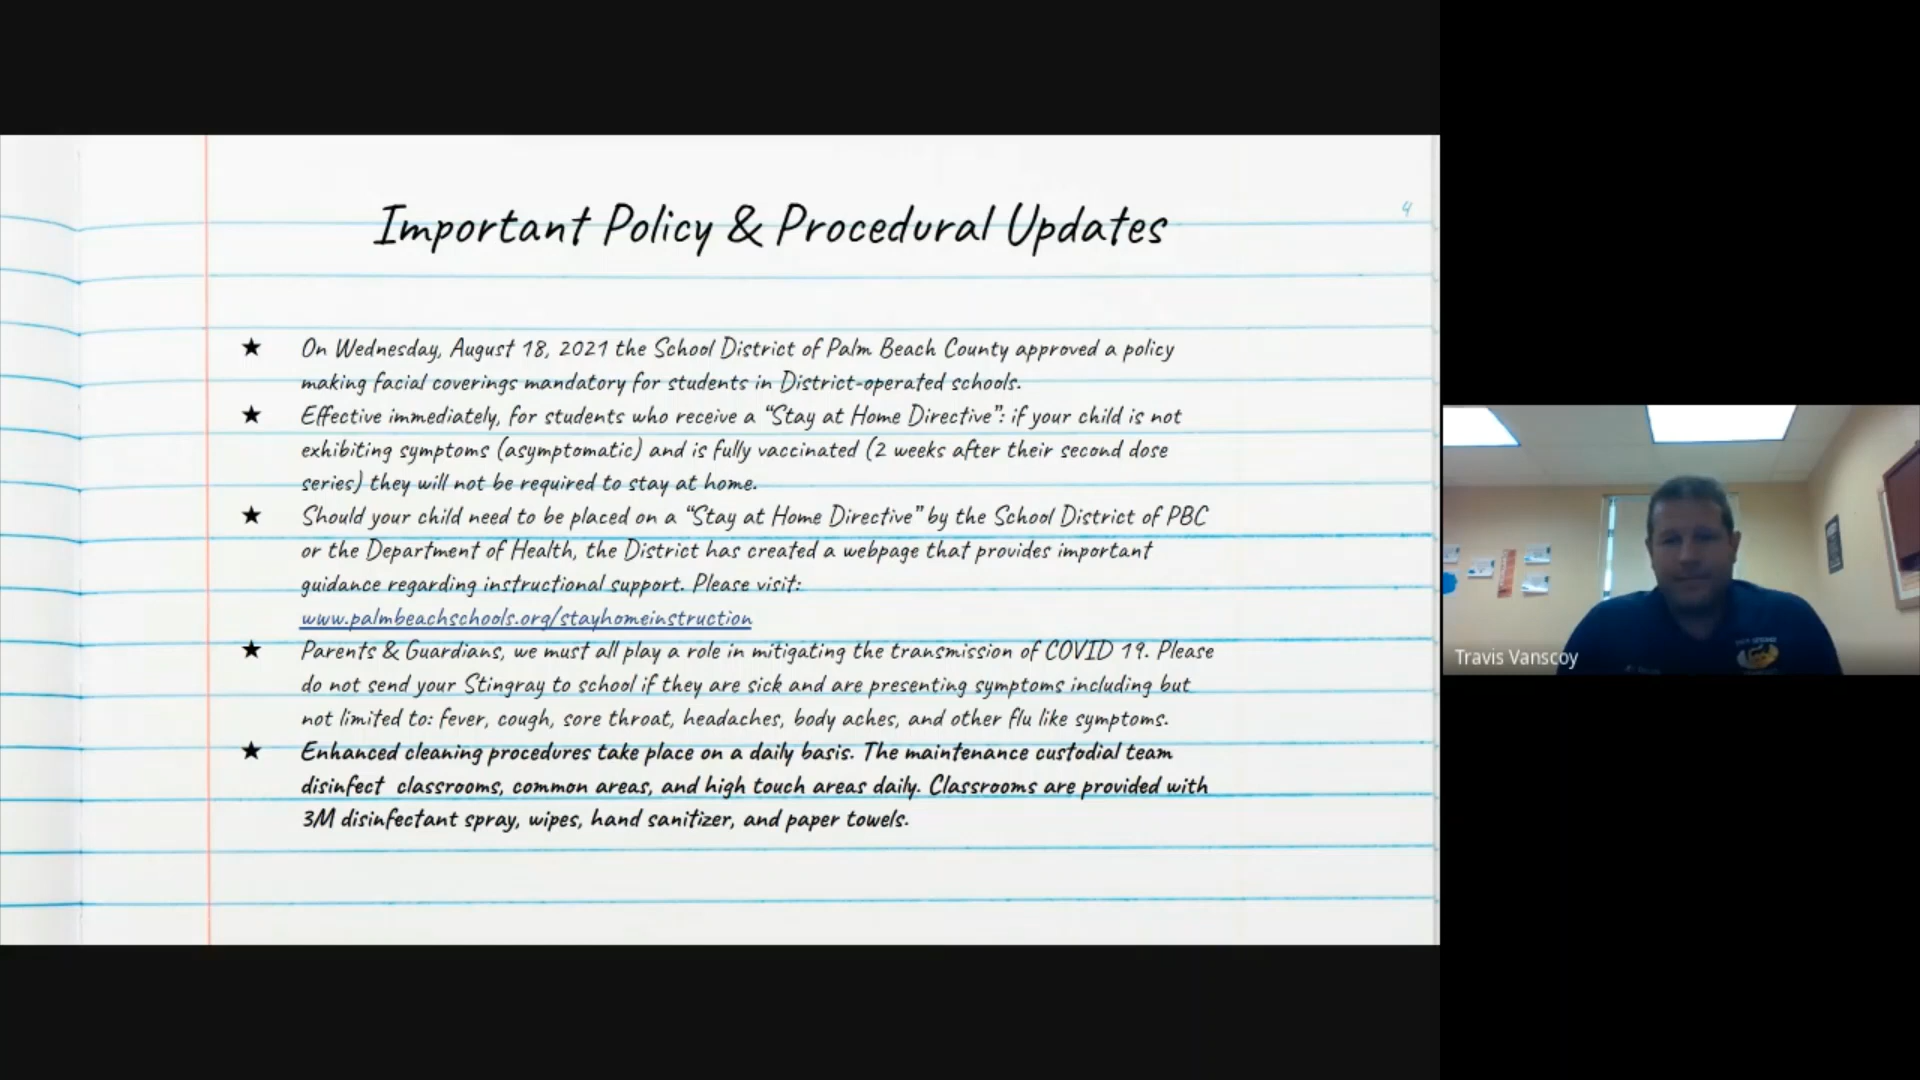 Important Policy & Procedural Updates
4
★ On Wednesday, August 18, 2021 the School District of Palm Beach County approved a policy
making facial coverings mandatory for students in District-operated schools.
★ Effective immediately, for students who receive a “Stay at Home Directive”: if your child is not
exhibiting symptoms (asymptomatic) and is fully vaccinated (2 weeks after their second dose
series) they will not be required to stay at home.
★ Should your child need to be placed on a “Stay at Home Directive” by the School District of PBC
or the Department of Health, the District has created a webpage that provides important
guidance regarding instructional support. Please visit:
www.palmbeachschools.org/stayhomeinstruction
★ Parents & Guardians, we must all play a role in mitigating the transmission of COVID 19. Please
do not send your Stingray to school if they are sick and are presenting symptoms including but
not limited to: fever, cough, sore throat, headaches, body aches, and other flu like symptoms.
★ Enhanced cleaning procedures take place on a daily basis. The maintenance custodial team
disinfect classrooms, common areas, and high touch areas daily. Classrooms are provided with
3M disinfectant spray, wipes, hand sanitizer, and paper towels.
Travis Vanscoy